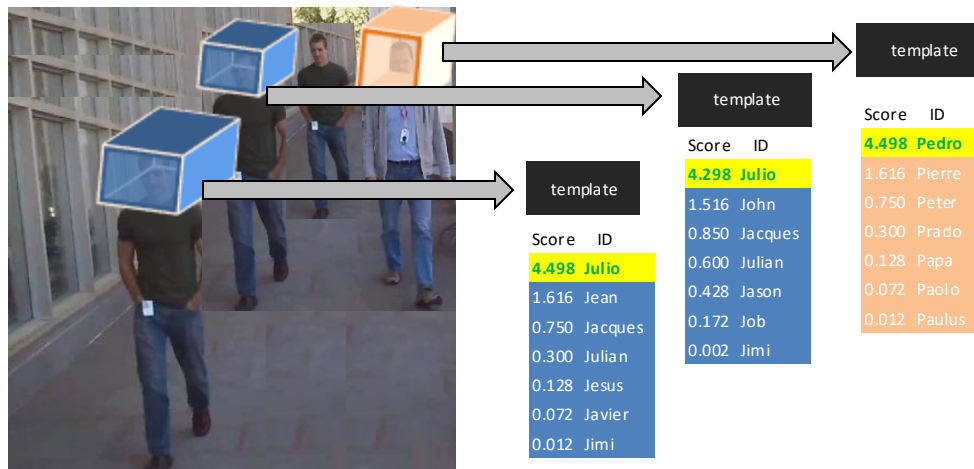 template
Score ID
4.498 Julio
1.616 Jean
0.750 Jacques
0.300 Julian
0.128 Jesus
0.072 Javier
0.012 Jimi
template
Score ID
4.298 Julio
1.516 John
0.850 Jacques
0.600 Julian
0.428 Jason
0.172 Job
0.002 Jimi
template
Score ID
4.498 Pedro
1.616 Pierre
0.750 Peter
0.300 Prado
0.128 Papa
0.072 Paolo
0.012 Paulus